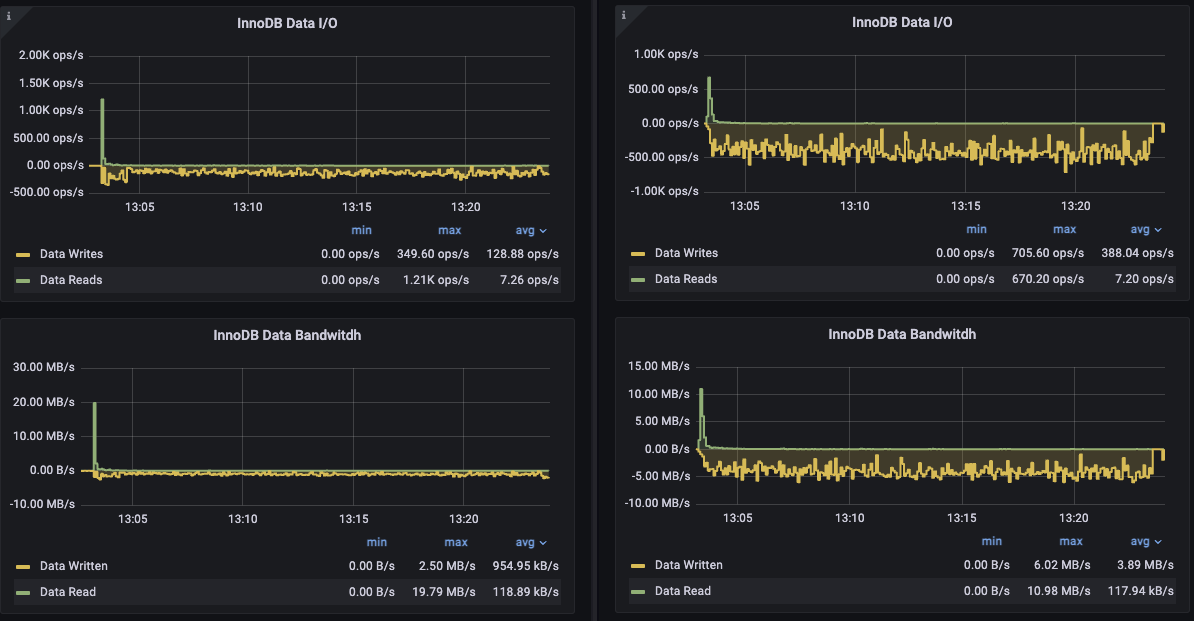 i
InnoDB Data I/O
2.00K ops/s
1.50K ops/s
1.00K ops/s
500.00 ops/s
0.00 ops/s
-500.00 ops/s
13:05 13:10 13:15 13:20
min max avg
Data Writes 0.00 ops/s 349.60 ops/s 128.88 ops/s
Data Reads 0.00 ops/s 1.21K ops/s 7.26 ops/s
InnoDB Data Bandwitdh
30.00 MB/s
20.00 MB/s
10.00 MB/s
0.00 B/s
-10.00 MB/s
13:05 13:10 13:15 13:20
min max avg
Data Written 0.00 B/s 2.50 MB/s 954.95 kB/s
Data Read 0.00 B/s 19.79 MB/s 118.89 kB/s
i
InnoDB Data I/O
1.00K ops/s
500.00 ops/s
0.00 ops/s
-500.00 ops/s
-1.00K ops/s
13:05 13:10 13:15 13:20
min max avg
Data Writes 0.00 ops/s 705.60 ops/s 388.04 ops/s
Data Reads 0.00 ops/s 670.20 ops/s 7.20 ops/s
InnoDB Data Bandwitdh
15.00 MB/s
10.00 MB/s
5.00 MB/s
0.00 B/s
-5.00 MB/s
-10.00 MB/s
13:05 13:10 13:15 13:20
min max avg
Data Written 0.00 B/s 6.02 MB/s 3.89 MB/s
Data Read 0.00 B/s 10.98 MB/s 117.94 kB/s